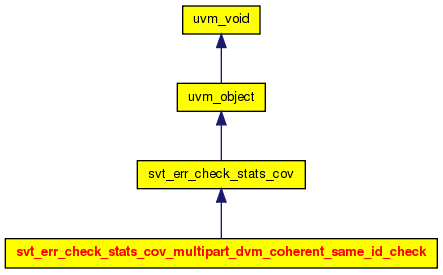 uvm_void
uvm_object
svt_err_check_stats_cov
svt_err_check_stats_cov_multipart_dvm_coherent_same_id_check